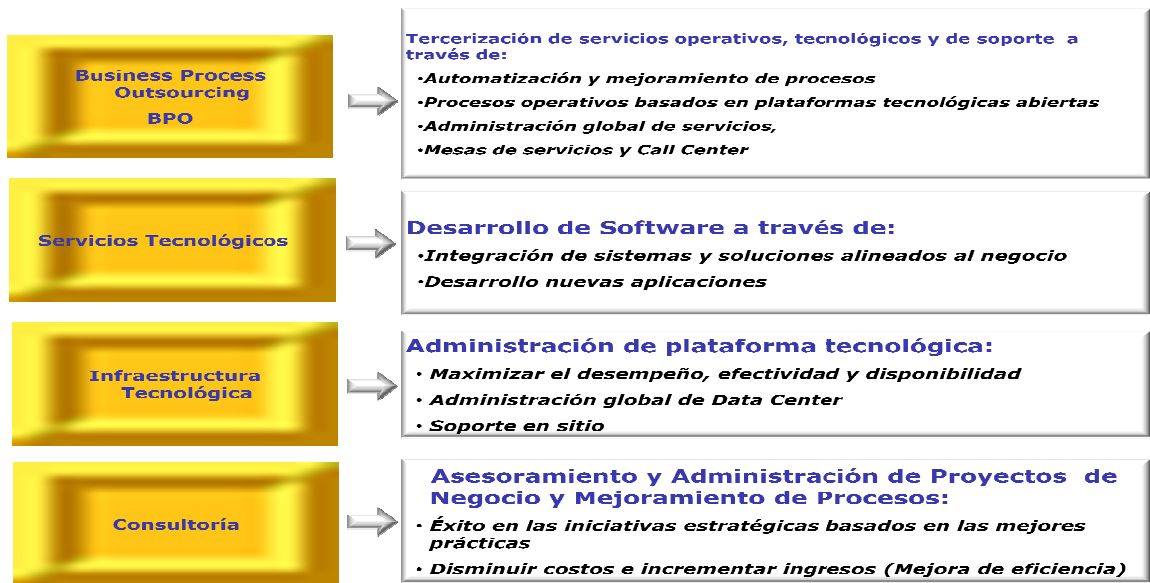 Business Process
Outsourcing
BPO
Tercerización de servicios operativos, tecnológicos y de soporte a
través de:
•Automatización y mejoramiento de procesos
•Procesos operativos basados en plataformas tecnológicas abiertas
•Administración global de servicios,
•Mesas de servicios y Call Center
Servicios Tecnológicos
Desarrollo de Software a través de:
•Integración de sistemas y soluciones alineados al negocio
•Desarrollo nuevas aplicaciones
Infraestructura
Tecnológica
Administración de plataforma tecnológica:
• Maximizar el desempeño, efectividad y disponibilidad
• Administración global de Data Center
• Soporte en sitio
Consultoría
Asesoramiento y Administración de Proyectos de
Negocio y Mejoramiento de Procesos:
• Éxito en las iniciativas estratégicas basados en las mejores
prácticas
• Disminuir costos e incrementar ingresos (Mejora de eficiencia)